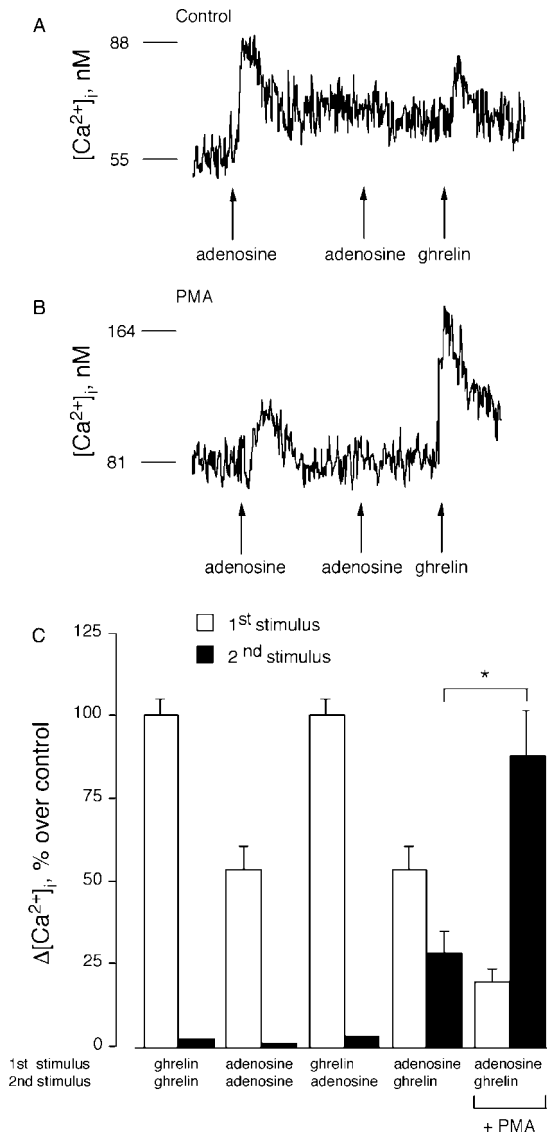 A
Control
[Ca²⁺]ᵢ, nM
88
55
adenosine adenosine ghrelin
B
PMA
[Ca²⁺]ᵢ, nM
164
81
adenosine adenosine ghrelin
C
1st stimulus
2nd stimulus
*
Δ[Ca²⁺]ᵢ, % over control
125
100
75
50
25
0
1st stimulus ghrelin adenosine ghrelin adenosine adenosine
2nd stimulus ghrelin adenosine adenosine ghrelin ghrelin
+ PMA